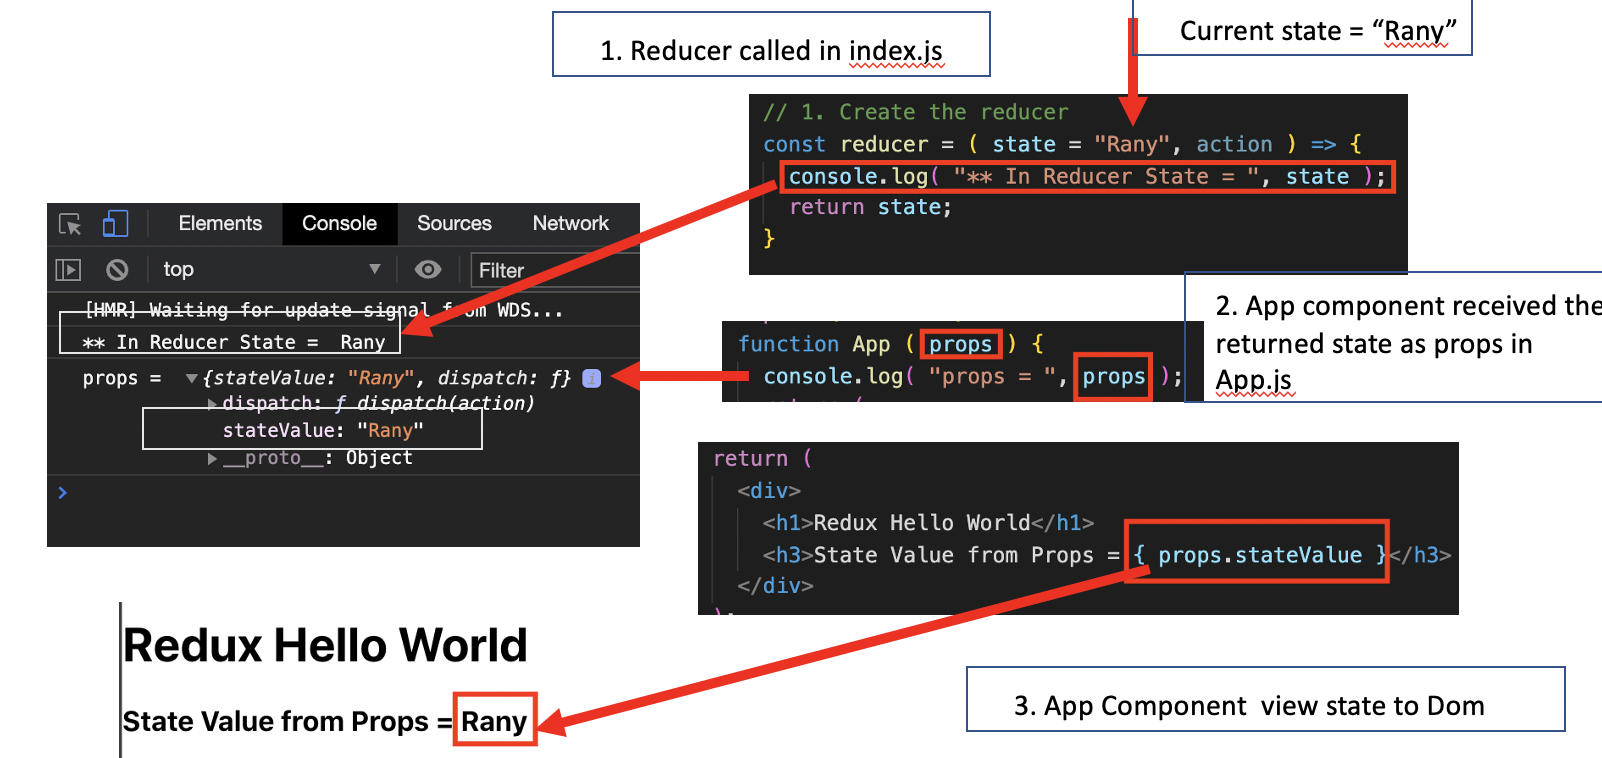 1. Reducer called in index.js
Current state = “Rany”
// 1. Create the reducer
const reducer = ( state = "Rany", action ) => {
console.log( "** In Reducer State = ", state );
return state;
}
Elements Console Sources Network
top ▼ Filter
[HMR] Waiting for update signal from WDS...
** In Reducer State =  Rany
props =  ▼{stateValue: "Rany", dispatch: ƒ} i
▶dispatch: ƒ dispatch(action)
stateValue: "Rany"
▶__proto__: Object
>
2. App component received the
returned state as props in
App.js
function App ( props ) {
console.log( "props = ", props );
return (
<div>
<h1>Redux Hello World</h1>
<h3>State Value from Props = { props.stateValue }</h3>
</div>
);
Redux Hello World
State Value from Props = Rany
3. App Component  view state to Dom